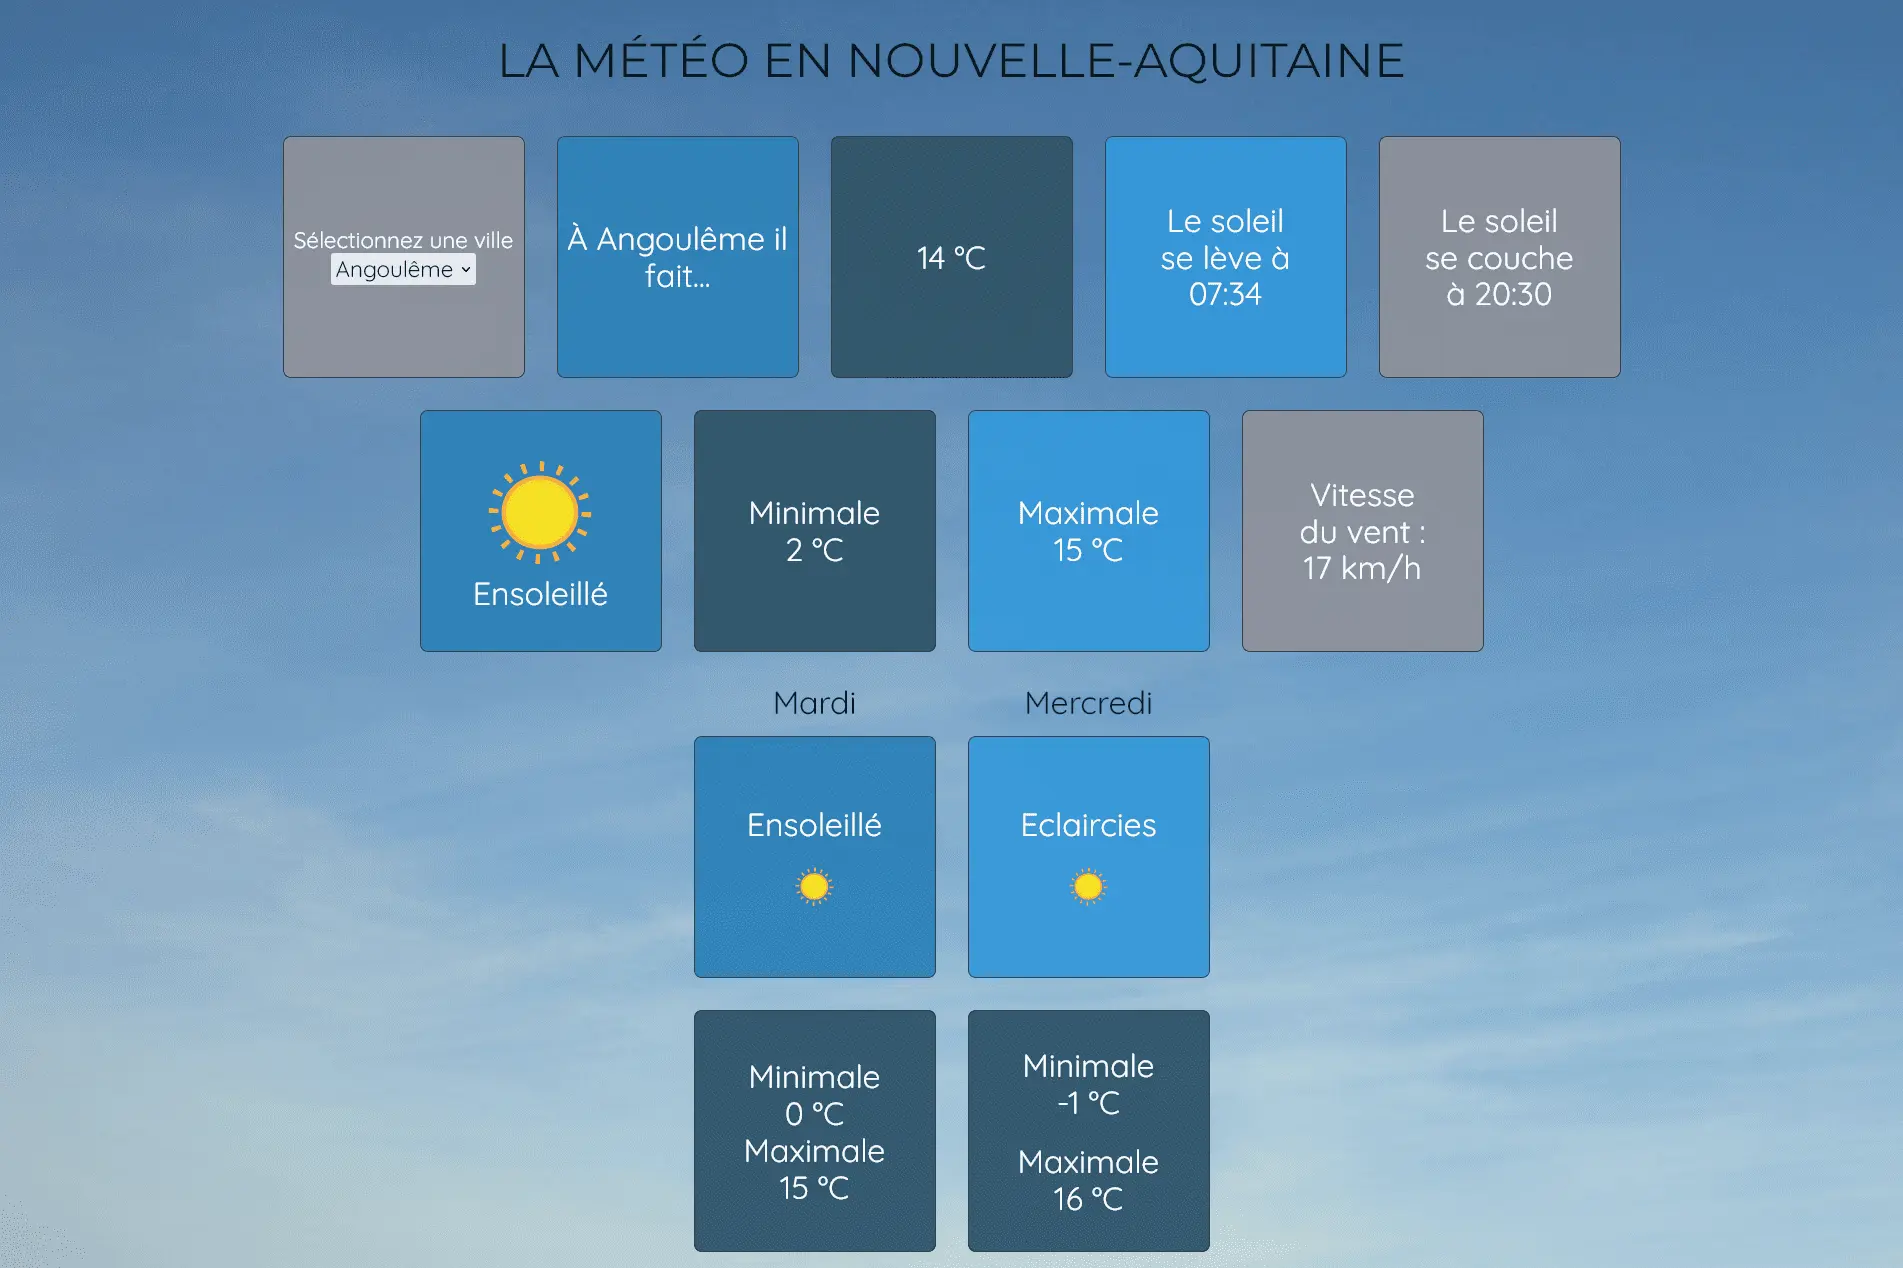 LA MÉTÉO EN NOUVELLE-AQUITAINE
Sélectionnez une ville
Angoulême
À Angoulême il
fait...
14 °C
Le soleil
se lève à
07:34
Le soleil
se couche
à 20:30
Ensoleillé
Minimale
2 °C
Maximale
15 °C
Vitesse
du vent :
17 km/h
Mardi
Mercredi
Ensoleillé
Eclaircies
Minimale
0 °C
Maximale
15 °C
Minimale
-1 °C
Maximale
16 °C